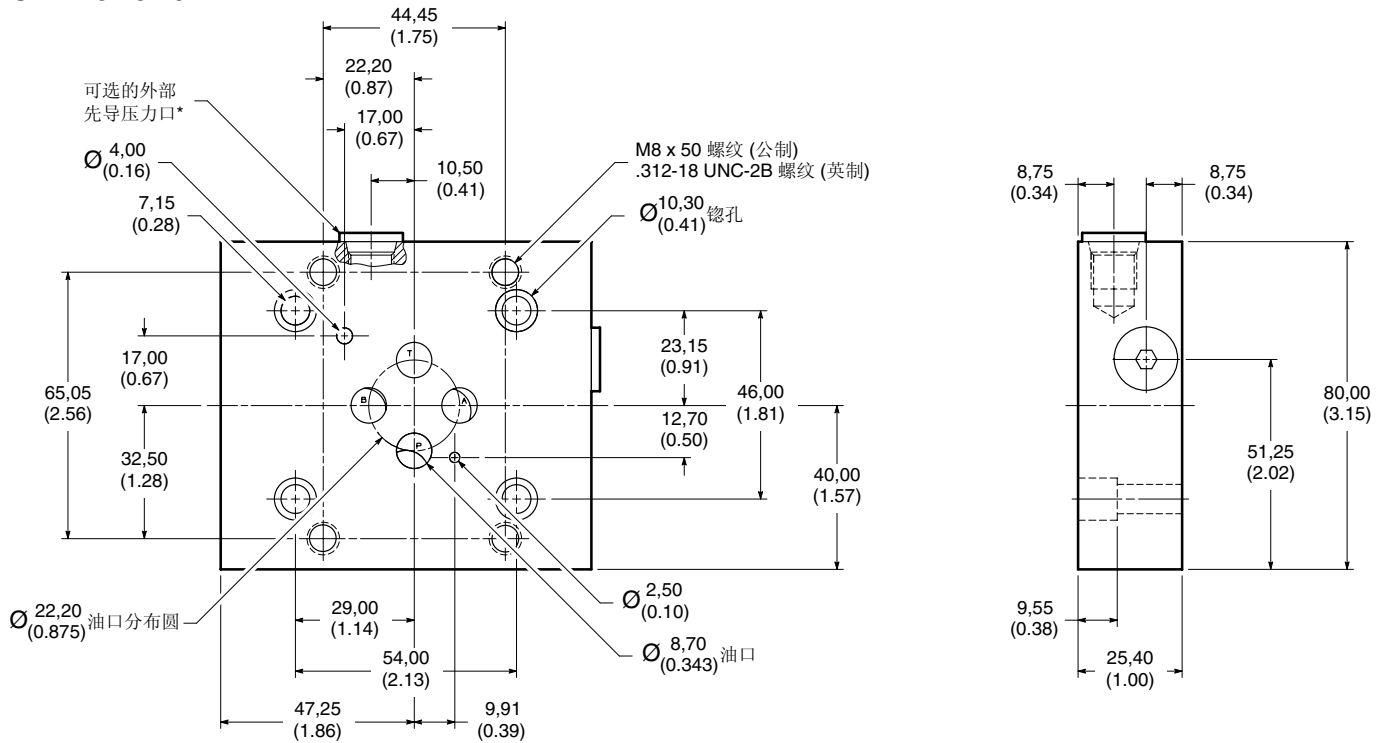 44,45
(1.75)
22,20
(0.87)
可选的外部
先导压力口*
17,00
(0.67)
Ø 4,00
(0.16)
10,50
(0.41)
M8 x 50 螺纹 (公制)
.312-18 UNC-2B 螺纹 (英制)
7,15
(0.28)
Ø 10,30
(0.41) 锪孔
8,75
(0.34)
8,75
(0.34)
17,00
(0.67)
65,05
(2.56)
32,50
(1.28)
T
B
A
P
23,15
(0.91)
46,00
(1.81)
12,70
(0.50)
40,00
(1.57)
80,00
(3.15)
51,25
(2.02)
Ø 22,20
(0.875) 油口分布圆
29,00
(1.14)
54,00
(2.13)
47,25
(1.86)
9,91
(0.39)
Ø 2,50
(0.10)
Ø 8,70
(0.343) 油口
9,55
(0.38)
25,40
(1.00)